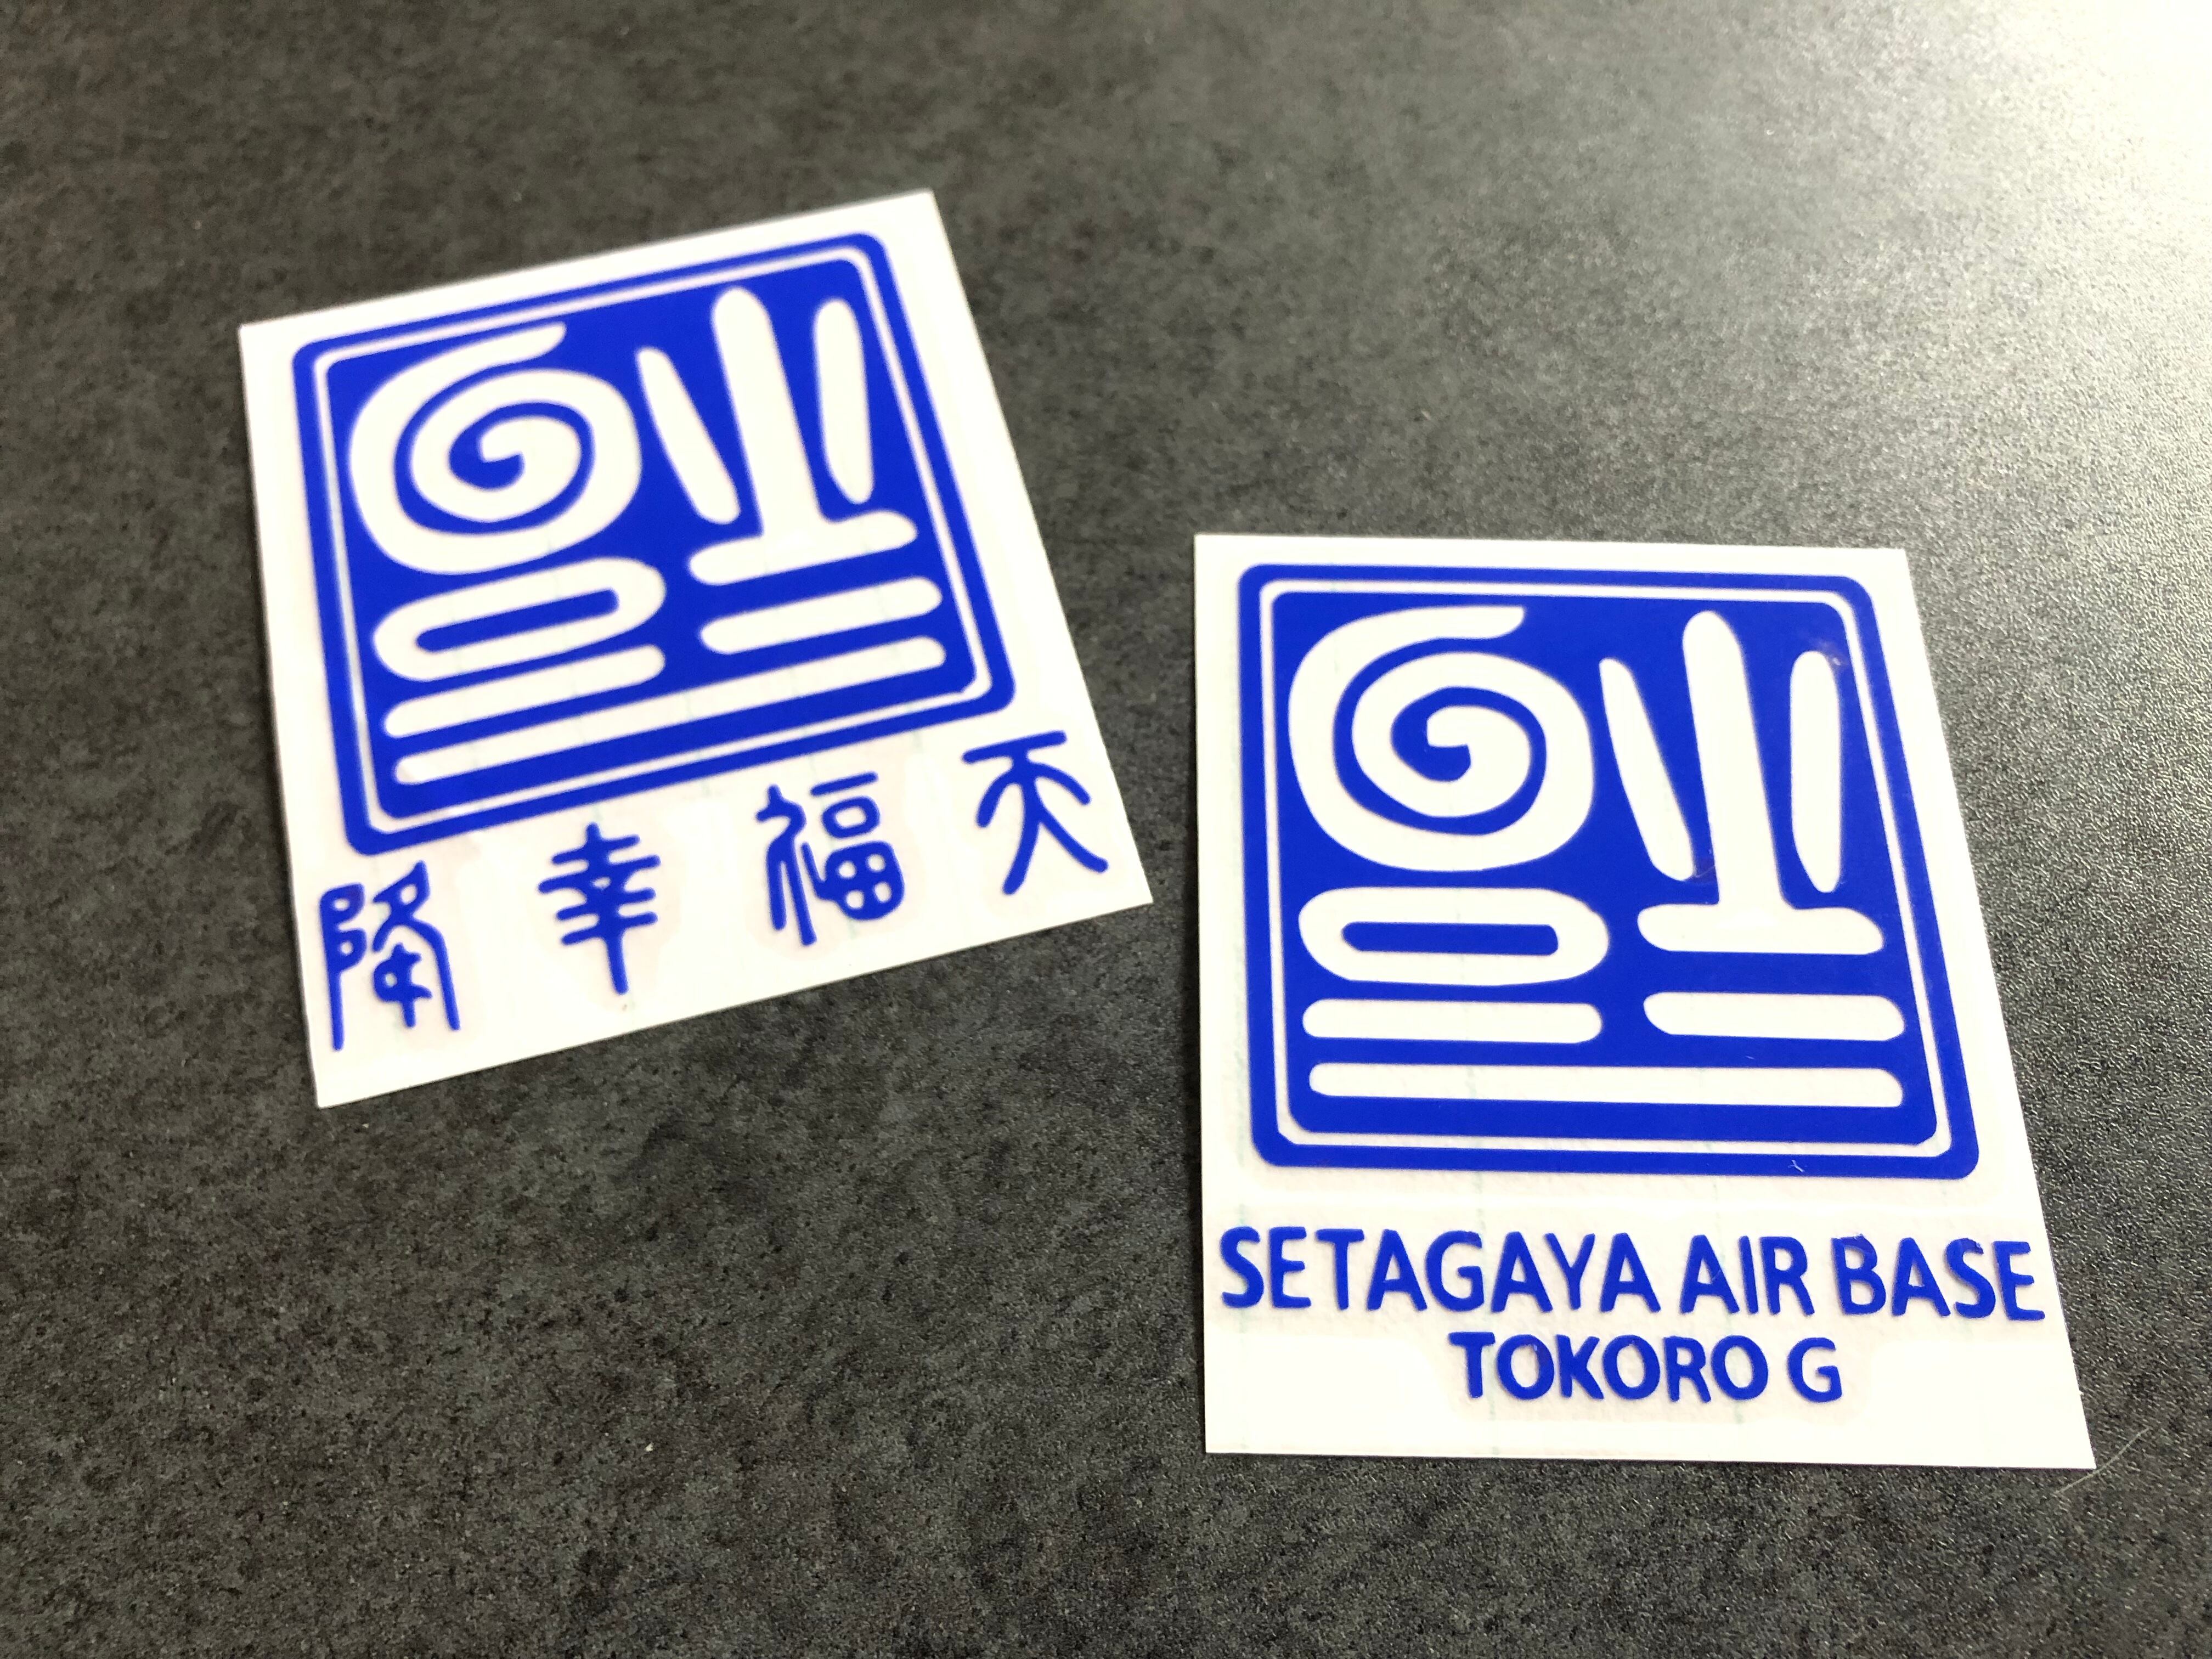 降幸福天
SETAGAYA AIR BASE
TOKORO G